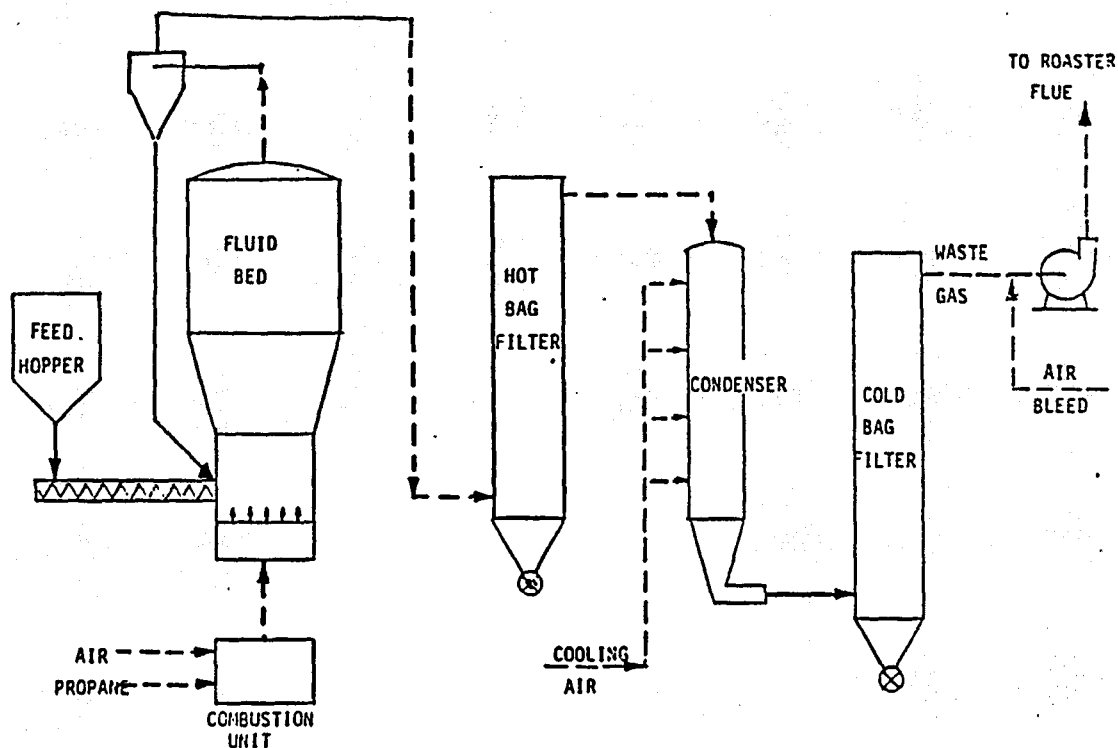 TO ROASTER
FLUE
FLUID
BED
FEED.
HOPPER
HOT
BAG
FILTER
WASTE
GAS
CONDENSER
AIR
BLEED
COLD
BAG
FILTER
COOLING
AIR
AIR
PROPANE
COMBUSTION
UNIT